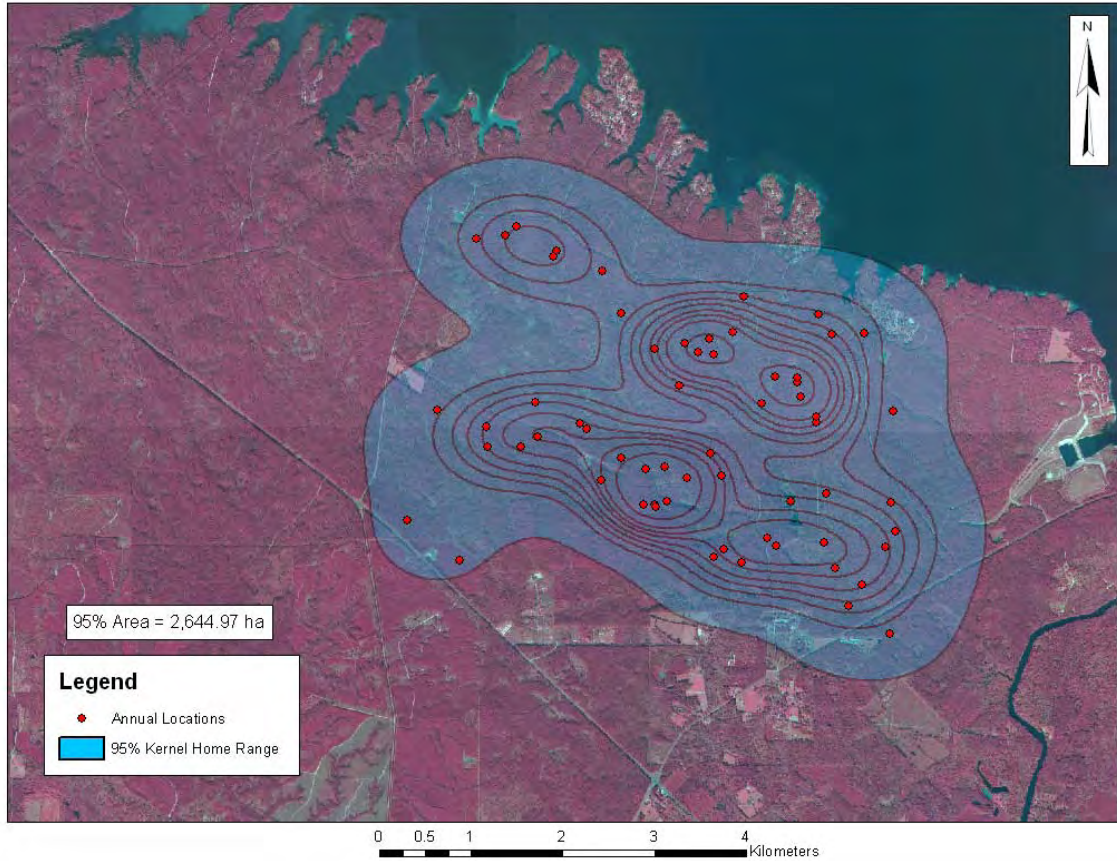 N
95% Area = 2,644.97 ha
Legend
Annual Locations
95% Kernel Home Range
0 0.5 1 2 3 4
Kilometers